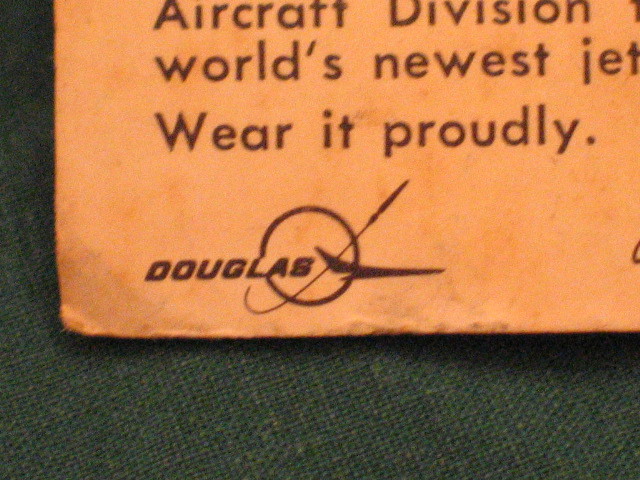 Aircraft Division
world's newest jet
Wear it proudly.
DOUGLAS